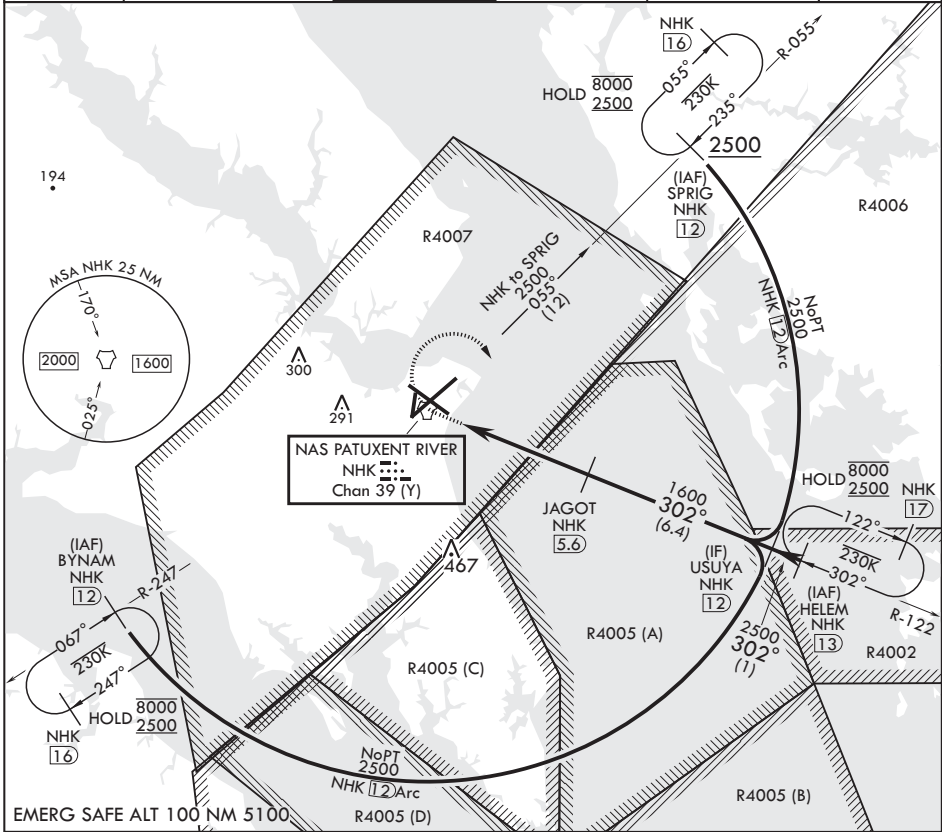 NHK
16
R-055
HOLD 8000
2500
055°
230K
235°
2500
(IAF)
SPRIG
NHK
12
R4006
194
R4007
MSA NHK 25 NM
170°
2000
1600
025°
NHK to SPRIG
2500
055°
(12)
NoPT
2500
NHK 12 Arc
300
291
NAS PATUXENT RIVER
NHK
Chan 39 (Y)
JAGOT
NHK
5.6
1600
302°
(6.4)
HOLD 8000
2500
NHK
17
122°
230K
302°
(IAF)
HELEM
NHK
13
R-122
R4002
(IF)
USUYA
NHK
12
2500
302°
(1)
467
(IAF)
BYNAM
NHK
12
R-247
067°
230K
247°
HOLD 8000
2500
NHK
16
R4005 (A)
R4005 (C)
NoPT
2500
NHK 12 Arc
R4005 (B)
R4005 (D)
EMERG SAFE ALT 100 NM 5100